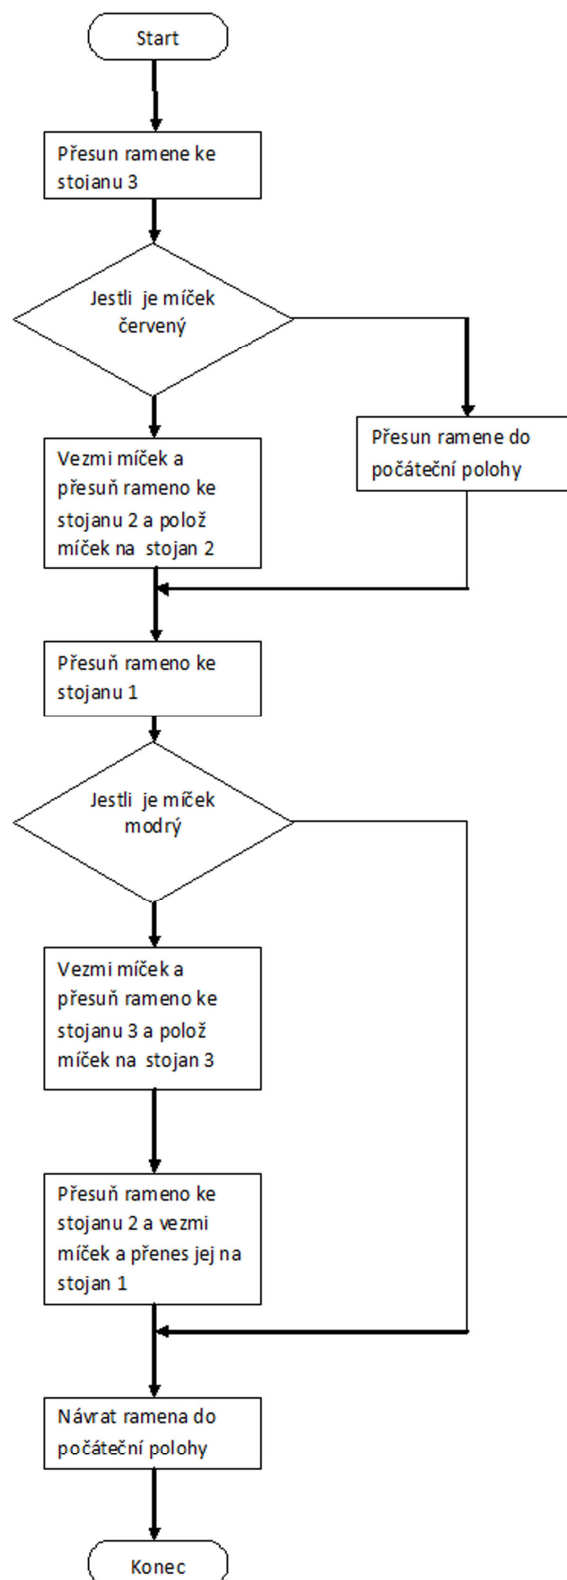 Start
Přesun ramene ke
stojanu 3
Jestli je míček
červený
Vezmi míček a
přesuň rameno ke
stojanu 2 a polož
míček na stojan 2
Přesun ramene do
počáteční polohy
Přesuň rameno ke
stojanu 1
Jestli je míček
modrý
Vezmi míček a
přesuň rameno ke
stojanu 3 a polož
míček na stojan 3
Přesuň rameno ke
stojanu 2 a vezmi
míček a přenes jej na
stojan 1
Návrat ramena do
počáteční polohy
Konec